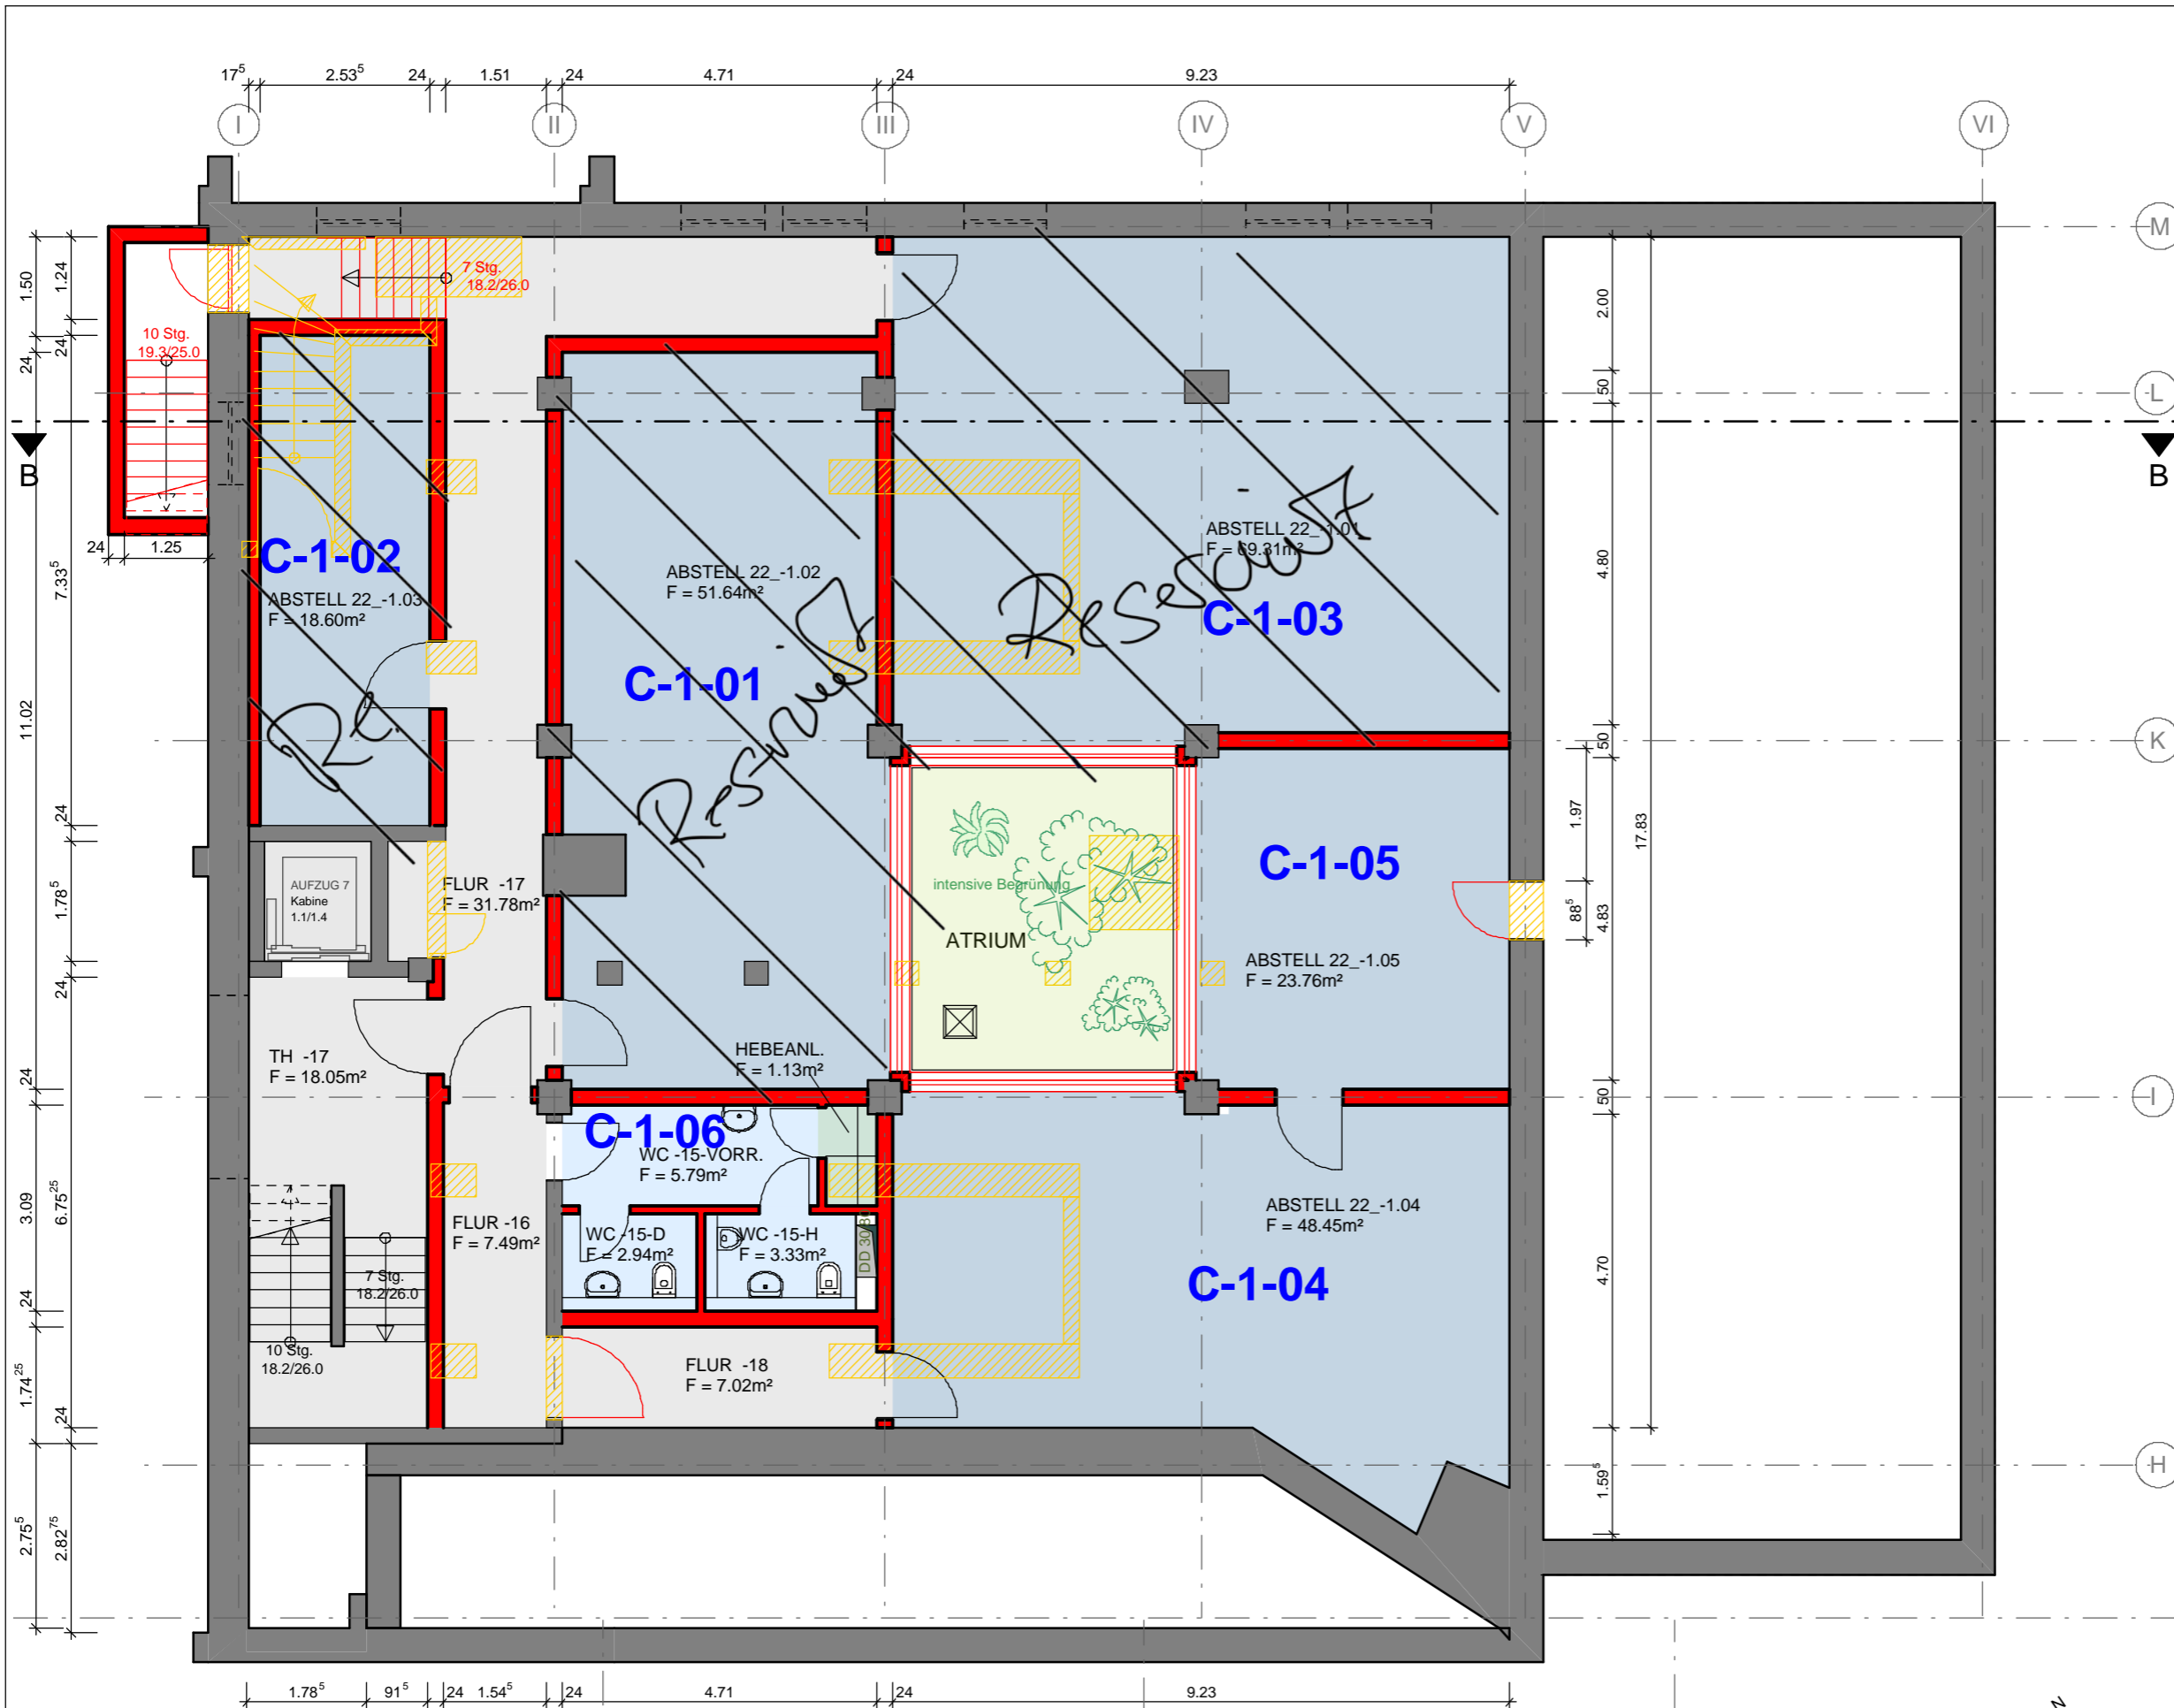 17⁵ 2.53⁵ 24 1.51 24 4.71 24 9.23
I II III IV V VI
M
L
K
I
H
B
B
7 Stg.
18.2/26.0
10 Stg.
19.3/25.0
24 1.25
C-1-02
ABSTELL 22_-1.03
F = 18.60m²
ABSTELL 22_-1.02
F = 51.64m²
C-1-01
ABSTELL 22_-1.01
F = 69.31m²
C-1-03
AUFZUG 7
Kabine
1.1/1.4
FLUR -17
F = 31.78m²
intensive Begrünung
ATRIUM
C-1-05
ABSTELL 22_-1.05
F = 23.76m²
TH -17
F = 18.05m²
HEBEANL.
F = 1.13m²
C-1-06
WC -15-VORR.
F = 5.79m²
FLUR -16
F = 7.49m²
WC -15-D
F = 2.94m²
WC -15-H
F = 3.33m²
ABSTELL 22_-1.04
F = 48.45m²
C-1-04
7 Stg.
18.2/26.0
10 Stg.
18.2/26.0
FLUR -18
F = 7.02m²
1.50
24
11.02
24
3.09
24
1.74²⁵
2.75⁵
1.24
24
7.33⁵
24
1.78⁵
24
6.75²⁵
24
2.82⁷⁵
2.00
50
4.80
50
1.97
88⁵
4.83
50
4.70
1.59⁵
17.83
1.78⁵ 91⁵ 24 1.54⁵ 24 4.71 24 9.23
N